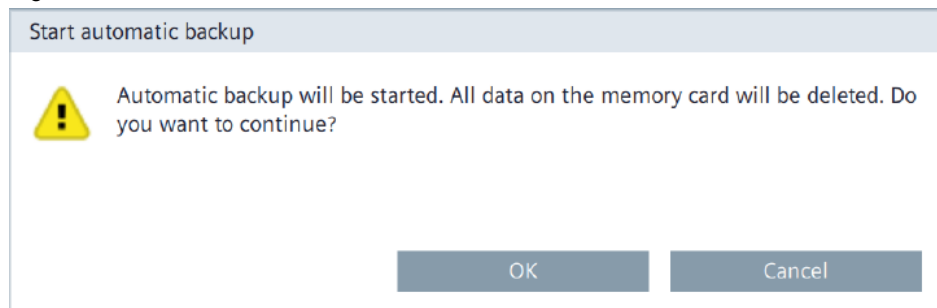 Start automatic backup
Automatic backup will be started. All data on the memory card will be deleted. Do
you want to continue?
OK
Cancel